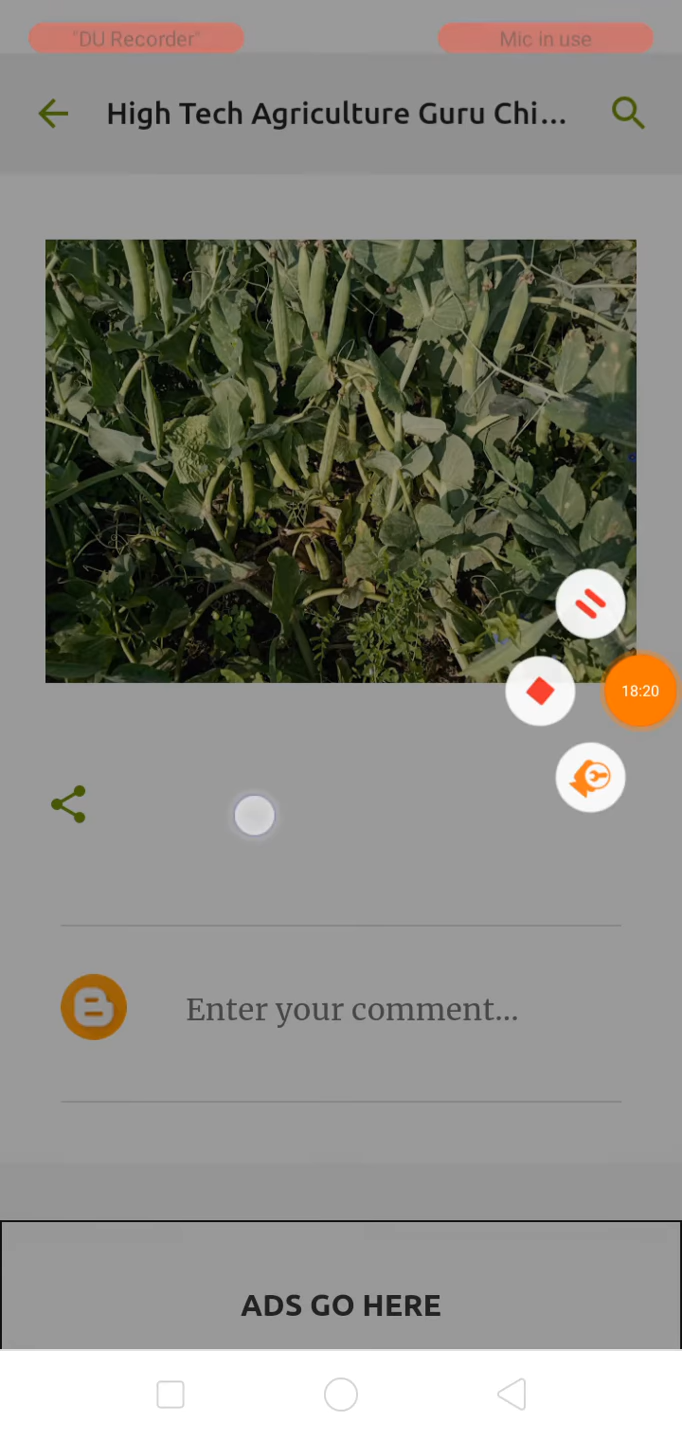 "DU Recorder"
Mic in use
High Tech Agriculture Guru Chi...
18:20
Enter your comment...
ADS GO HERE